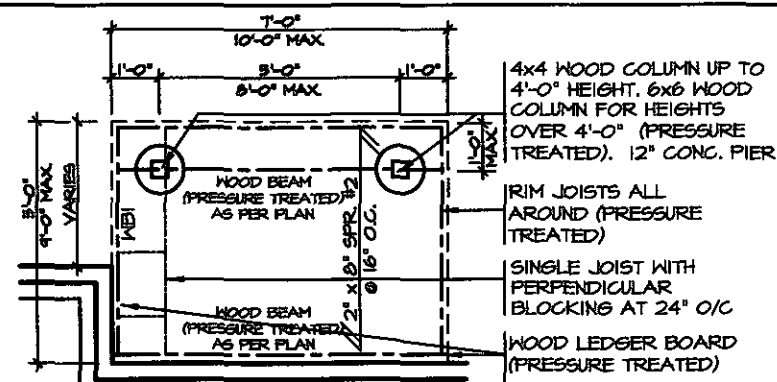 7'-0"
10'-0" MAX.
1'-0" 5'-0" 1'-0"
8'-0" MAX.
4x4 WOOD COLUMN UP TO
4'-0" HEIGHT. 6x6 WOOD
COLUMN FOR HEIGHTS
OVER 4'-0" (PRESSURE
TREATED). 12" CONC. PIER
1'-0"
MAX.
5'-0"
9'-0" MAX.
VARIES
WOOD BEAM
(PRESSURE TREATED)
AS PER PLAN
WB1
2" x 8" SPR. #2
@ 16" O.C.
RIM JOISTS ALL
AROUND (PRESSURE
TREATED)
SINGLE JOIST WITH
PERPENDICULAR
BLOCKING AT 24" O/C
WOOD BEAM
(PRESSURE TREATED)
AS PER PLAN
WOOD LEDGER BOARD
(PRESSURE TREATED)